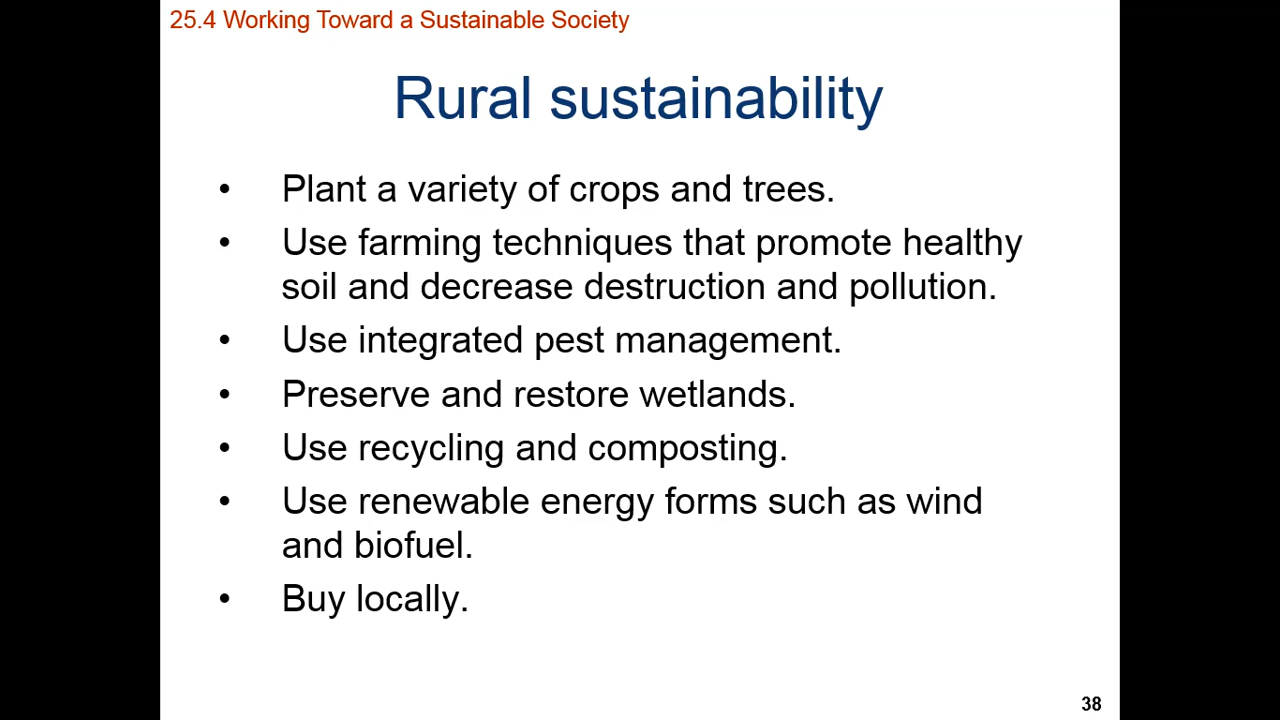 25.4 Working Toward a Sustainable Society
Rural sustainability
• Plant a variety of crops and trees.
• Use farming techniques that promote healthy
soil and decrease destruction and pollution.
• Use integrated pest management.
• Preserve and restore wetlands.
• Use recycling and composting.
• Use renewable energy forms such as wind
and biofuel.
• Buy locally.
38